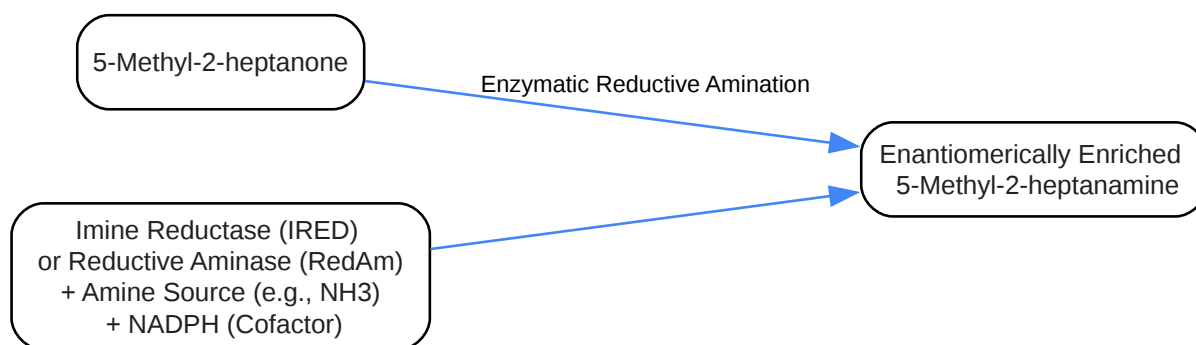 5-Methyl-2-heptanone
Enzymatic Reductive Amination
Enantiomerically Enriched
5-Methyl-2-heptanamine
Imine Reductase (IRED)
or Reductive Aminase (RedAm)
+ Amine Source (e.g., NH3)
+ NADPH (Cofactor)